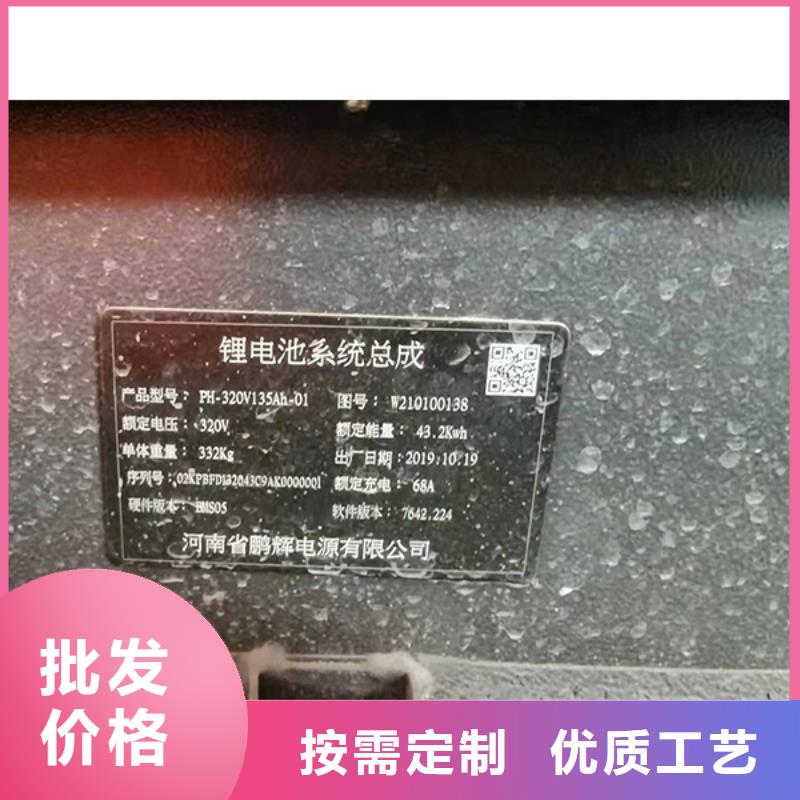 锂电池系统总成
产品型号: PH-320V135Ah-01 图号: W210100138
额定电压: 320V 额定能量: 43.2Kwh
单体重量: 332Kg 出厂日期: 2019.10.19
序列号: 02KPBFD132043C9AK0000001 额定充电: 68A
硬件版本: BMS05 软件版本: 7642.224
河南省鹏辉电源有限公司
批发
价格
按需定制 优质工艺